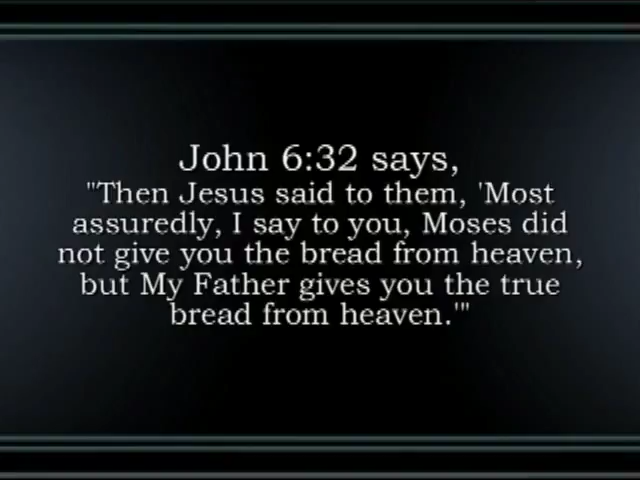 John 6:32 says,
"Then Jesus said to them, 'Most
assuredly, I say to you, Moses did
not give you the bread from heaven,
but My Father gives you the true
bread from heaven.'"